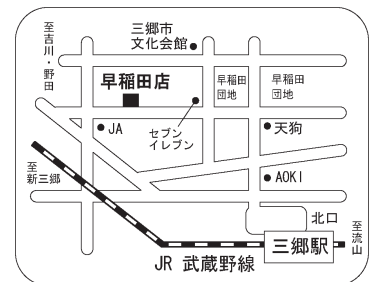 至吉川・野田
三郷市
文化会館
早稲田店
早稲田
団地
早稲田
団地
JA
セブン
イレブン
天狗
至
新三郷
AOKI
北口
至流山
三郷駅
JR 武蔵野線